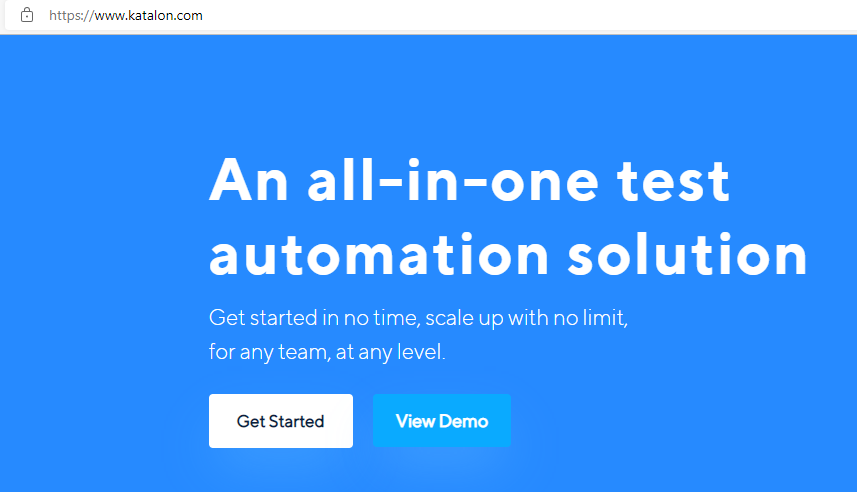 https://www.katalon.com
An all-in-one test
automation solution
Get started in no time, scale up with no limit,
for any team, at any level.
Get Started
View Demo